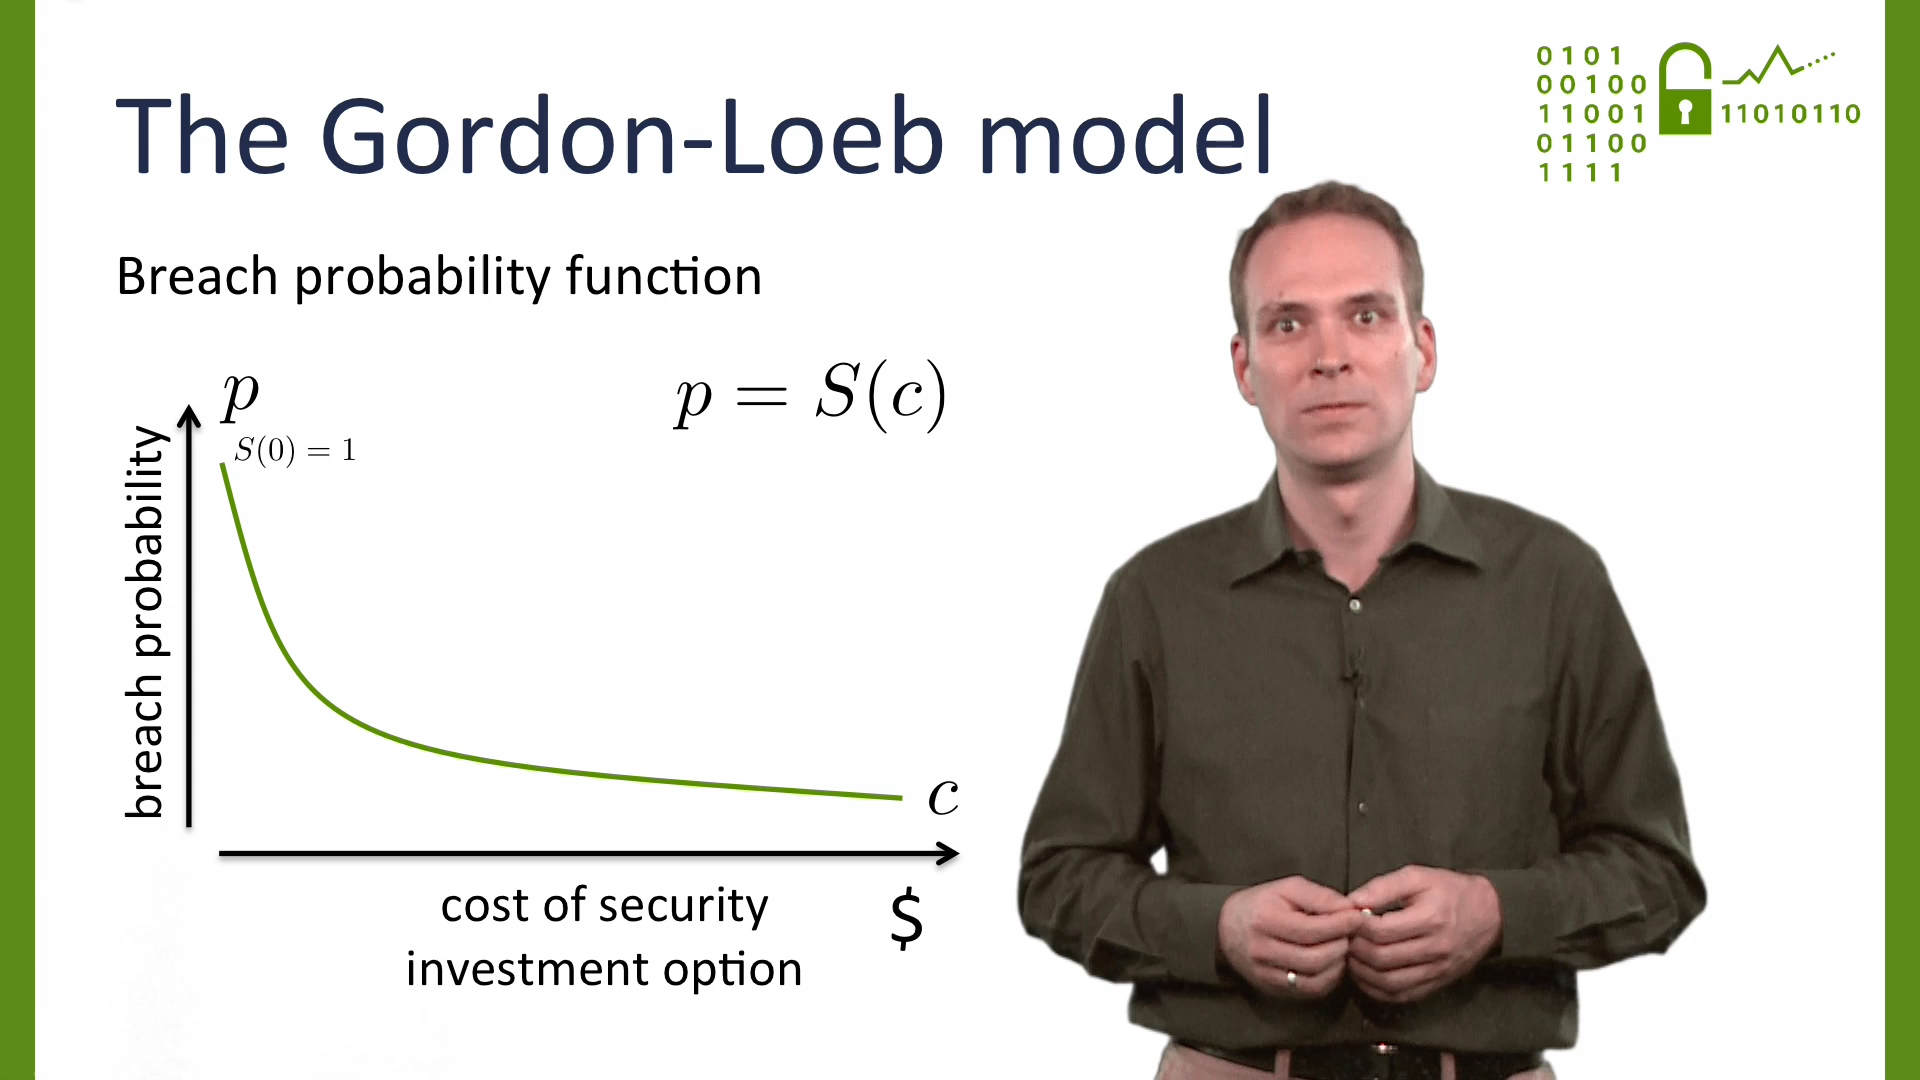 The Gordon-Loeb model
0101
00100
11001
01100
1111
11010110
Breach probability function
p
p = S(c)
S(0) = 1
breach probability
c
cost of security
investment option
$